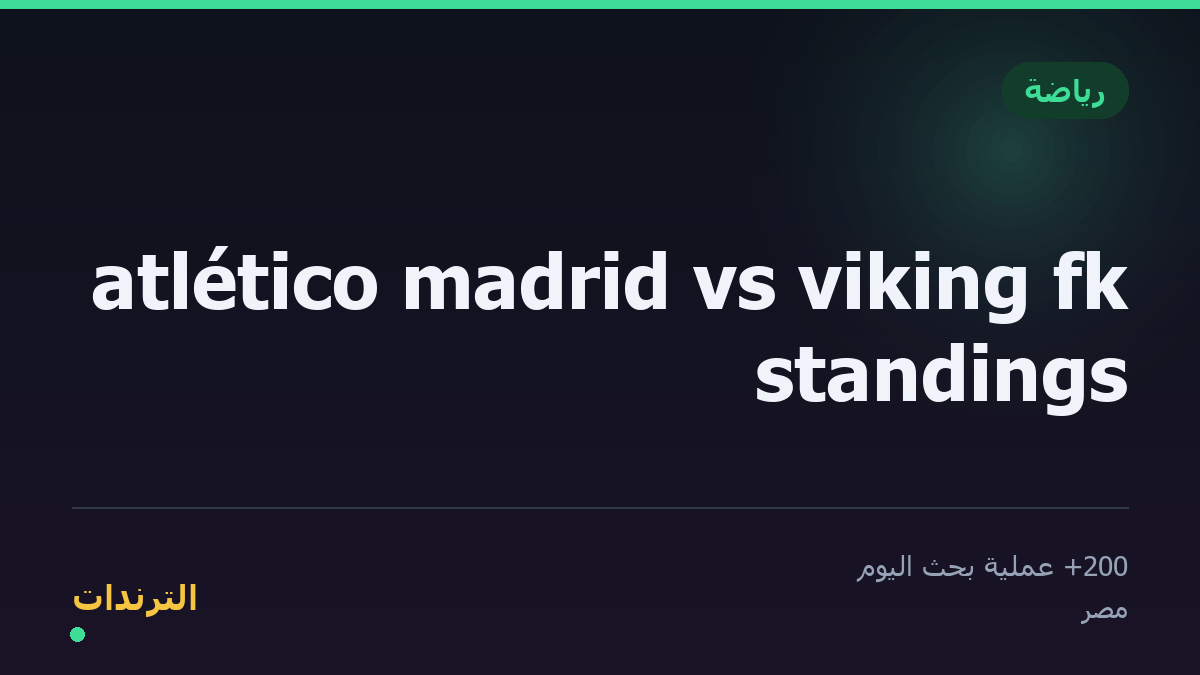 رياضة
atlético madrid vs viking fk
standings
200+ عملية بحث اليوم
مصر
الترندات